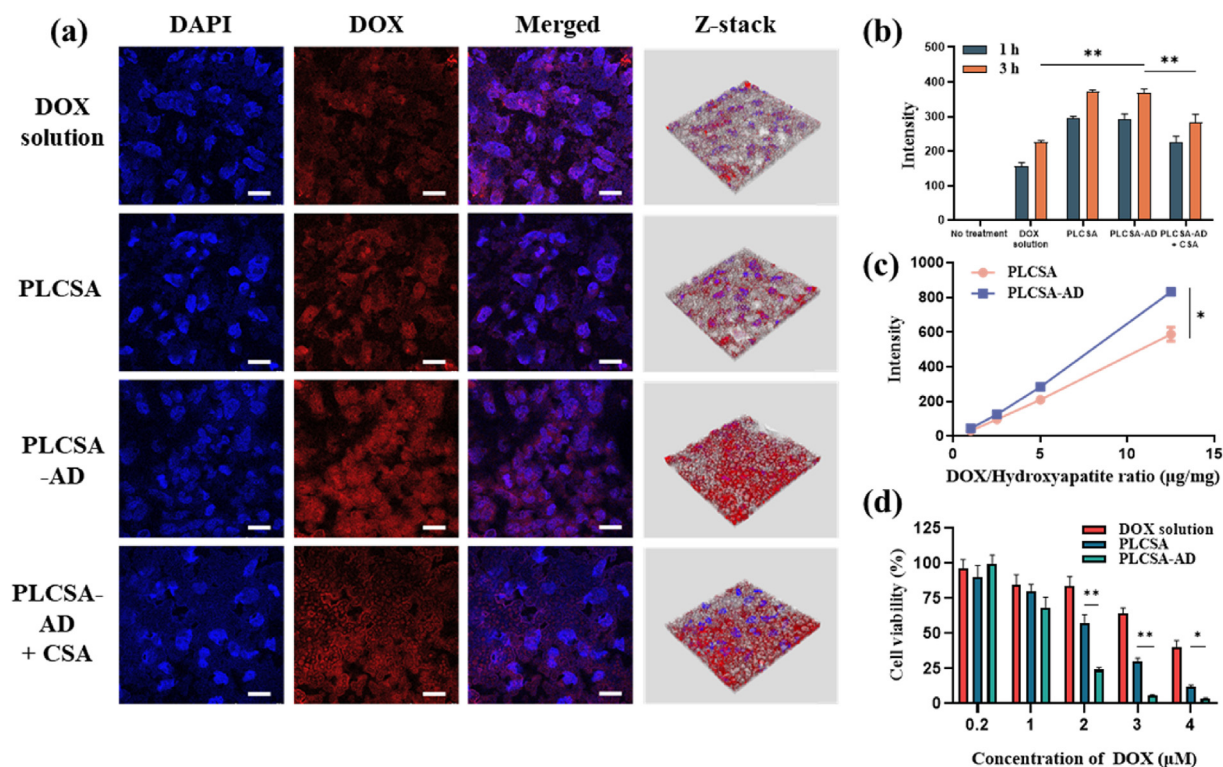 (a)
DAPI
DOX
Merged
Z-stack
DOX
solution
PLCSA
PLCSA
-AD
PLCSA-
AD
+ CSA
(b)
500
400
300
200
100
0
Intensity
1 h
3 h
**
**
No treatment
DOX
solution
PLCSA
PLCSA-AD
PLCSA-AD
+ CSA
(c)
1000
800
600
400
200
0
Intensity
PLCSA
PLCSA-AD
*
0
5
10
15
DOX/Hydroxyapatite ratio (μg/mg)
(d)
125
100
75
50
25
0
Cell viability (%)
DOX solution
PLCSA
PLCSA-AD
**
**
*
0.2
1
2
3
4
Concentration of DOX (μM)